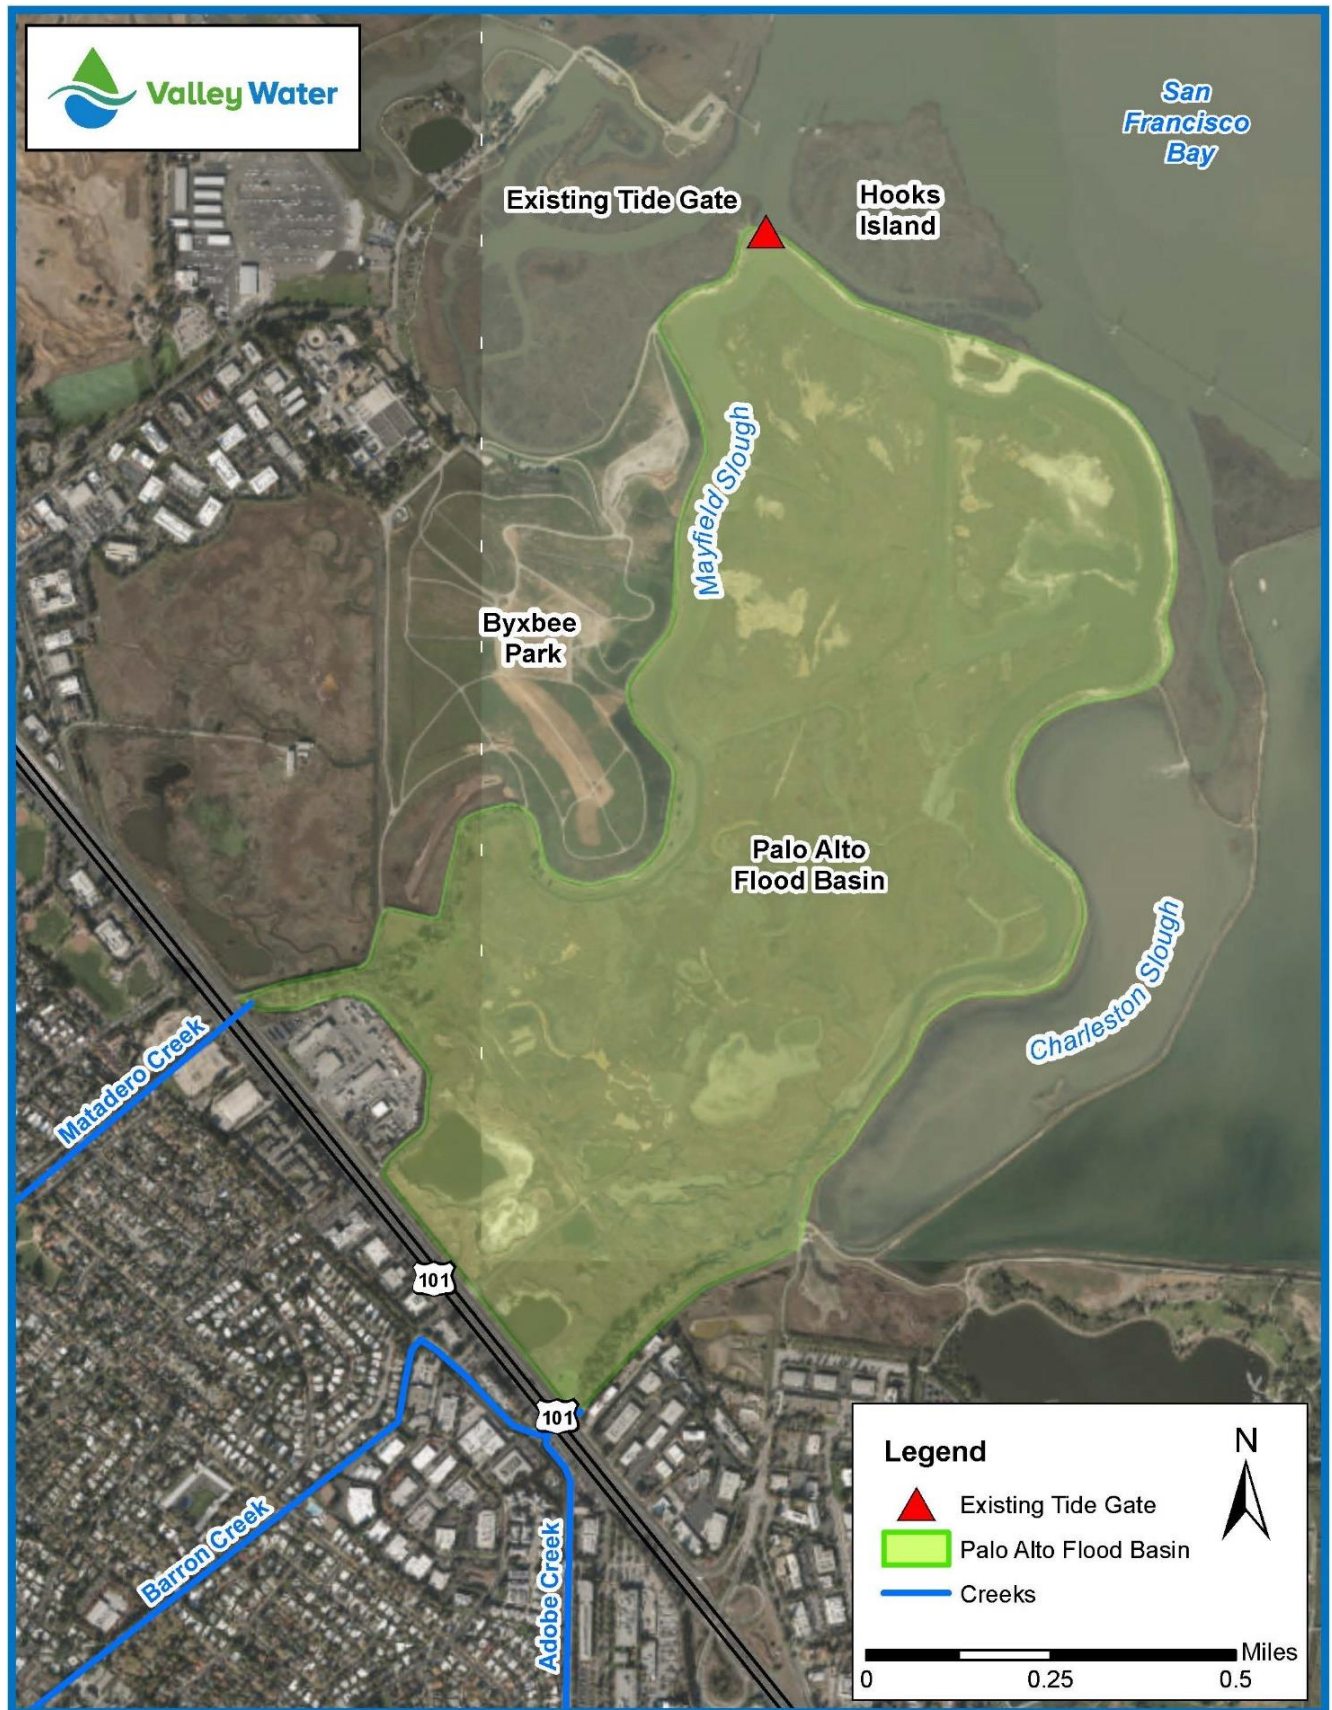 Valley Water
San
Francisco
Bay
Existing Tide Gate
Hooks
Island
Mayfield Slough
Byxbee
Park
Palo Alto
Flood Basin
Charleston Slough
Matadero Creek
101
101
Barron Creek
Adobe Creek
Legend
N
Existing Tide Gate
Palo Alto Flood Basin
Creeks
Miles
0 0.25 0.5